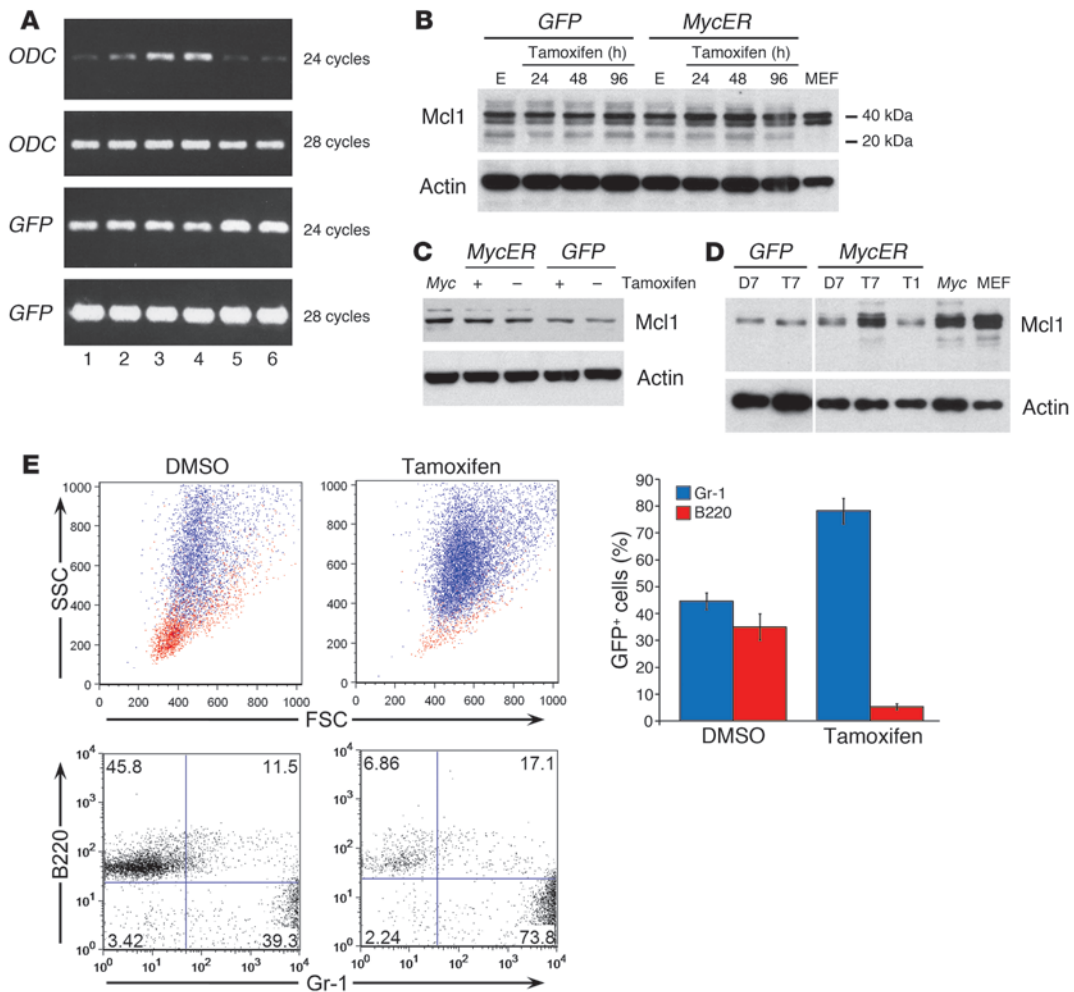 A
ODC 24 cycles
ODC 28 cycles
GFP 24 cycles
GFP 28 cycles
1 2 3 4 5 6
B
GFP MycER
Tamoxifen (h) Tamoxifen (h)
E 24 48 96 E 24 48 96 MEF
Mcl1
40 kDa
20 kDa
Actin
C
MycER GFP
Myc + – + – Tamoxifen
Mcl1
Actin
D
GFP MycER
D7 T7 D7 T7 T1 Myc MEF
Mcl1
Actin
E
DMSO Tamoxifen
SSC
1000 800 600 400 200 0
0 200 400 600 800 1000
1000 800 600 400 200 0
0 200 400 600 800 1000
FSC
B220
10⁴ 10³ 10² 10¹ 10⁰
45.8 11.5
3.42 39.3
10⁰ 10¹ 10² 10³ 10⁴
10⁴ 10³ 10² 10¹ 10⁰
6.86 17.1
2.24 73.8
10⁰ 10¹ 10² 10³ 10⁴
Gr-1
GFP⁺ cells (%)
90
80
70
60
50
40
30
20
10
0
Gr-1
B220
DMSO Tamoxifen